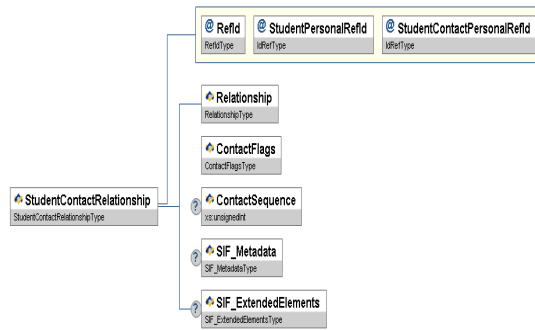 @ RefId
RefIdType
@ StudentPersonalRefId
IdRefType
@ StudentContactPersonalRefId
IdRefType
Relationship
RelationshipType
ContactFlags
ContactFlagsType
StudentContactRelationship
StudentContactRelationshipType
? ContactSequence
xs:unsignedInt
? SIF_Metadata
SIF_MetadataType
? SIF_ExtendedElements
SIF_ExtendedElementsType